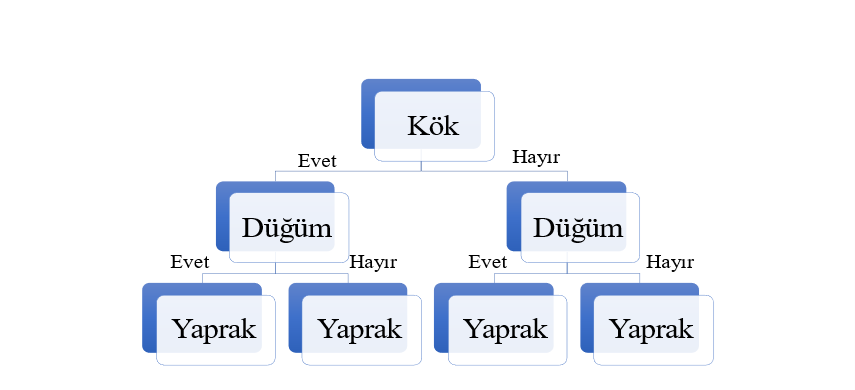 Kök
Evet
Hayır
Düğüm
Düğüm
Evet
Hayır
Evet
Hayır
Yaprak
Yaprak
Yaprak
Yaprak